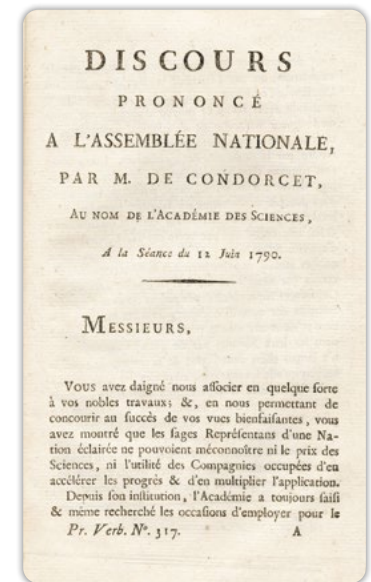 DISCOURS
PRONONCÉ
A L'ASSEMBLÉE NATIONALE,
PAR M. DE CONDORCET,
AU NOM DE L'ACADÉMIE DES SCIENCES,
A la Séance du 12 Juin 1790.
MESSIEURS,
VOUS avez daigné nous aſſocier en quelque ſorte
à vos nobles travaux; &, en nous permettant de
concourir au ſuccès de vos vues bienfaiſantes, vous
avez montré que les ſages Repréſentans d'une Na-
tion éclairée ne pouvoient méconnoître ni le prix des
Sciences, ni l'utilité des Compagnies occupées d'en
accélérer les progrès & d'en multiplier l'application.
Depuis ſon inſtitution, l'Académie a toujours ſaiſi
& même recherché les occaſions d'employer pour le
Pr. Verb. N°. 317. A